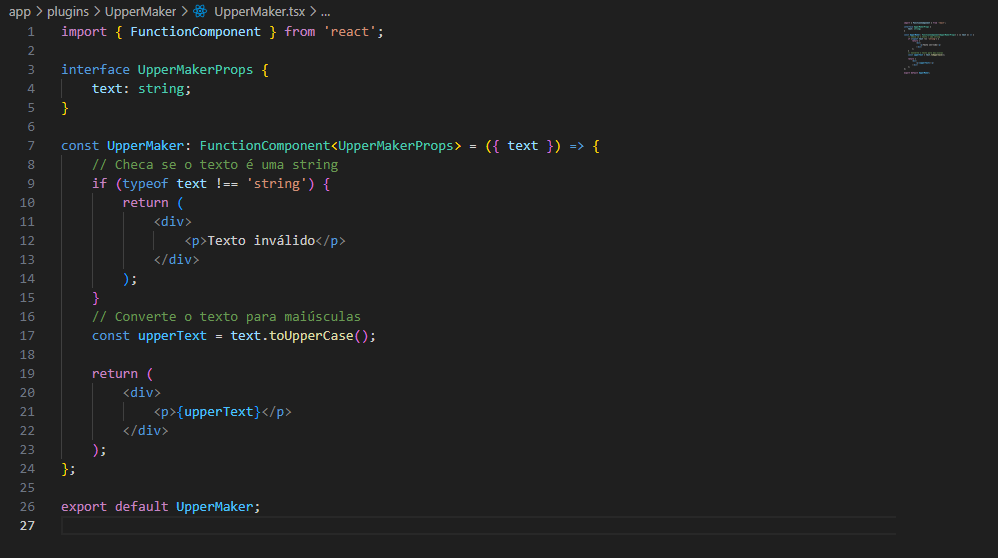 app > plugins > UpperMaker > UpperMaker.tsx > ...
1 import { FunctionComponent } from 'react';
2
3 interface UpperMakerProps {
4     text: string;
5 }
6
7 const UpperMaker: FunctionComponent<UpperMakerProps> = ({ text }) => {
8     // Checa se o texto é uma string
9     if (typeof text !== 'string') {
10         return (
11             <div>
12                 <p>Texto inválido</p>
13             </div>
14         );
15     }
16     // Converte o texto para maiúsculas
17     const upperText = text.toUpperCase();
18
19     return (
20         <div>
21             <p>{upperText}</p>
22         </div>
23     );
24 };
25
26 export default UpperMaker;
27